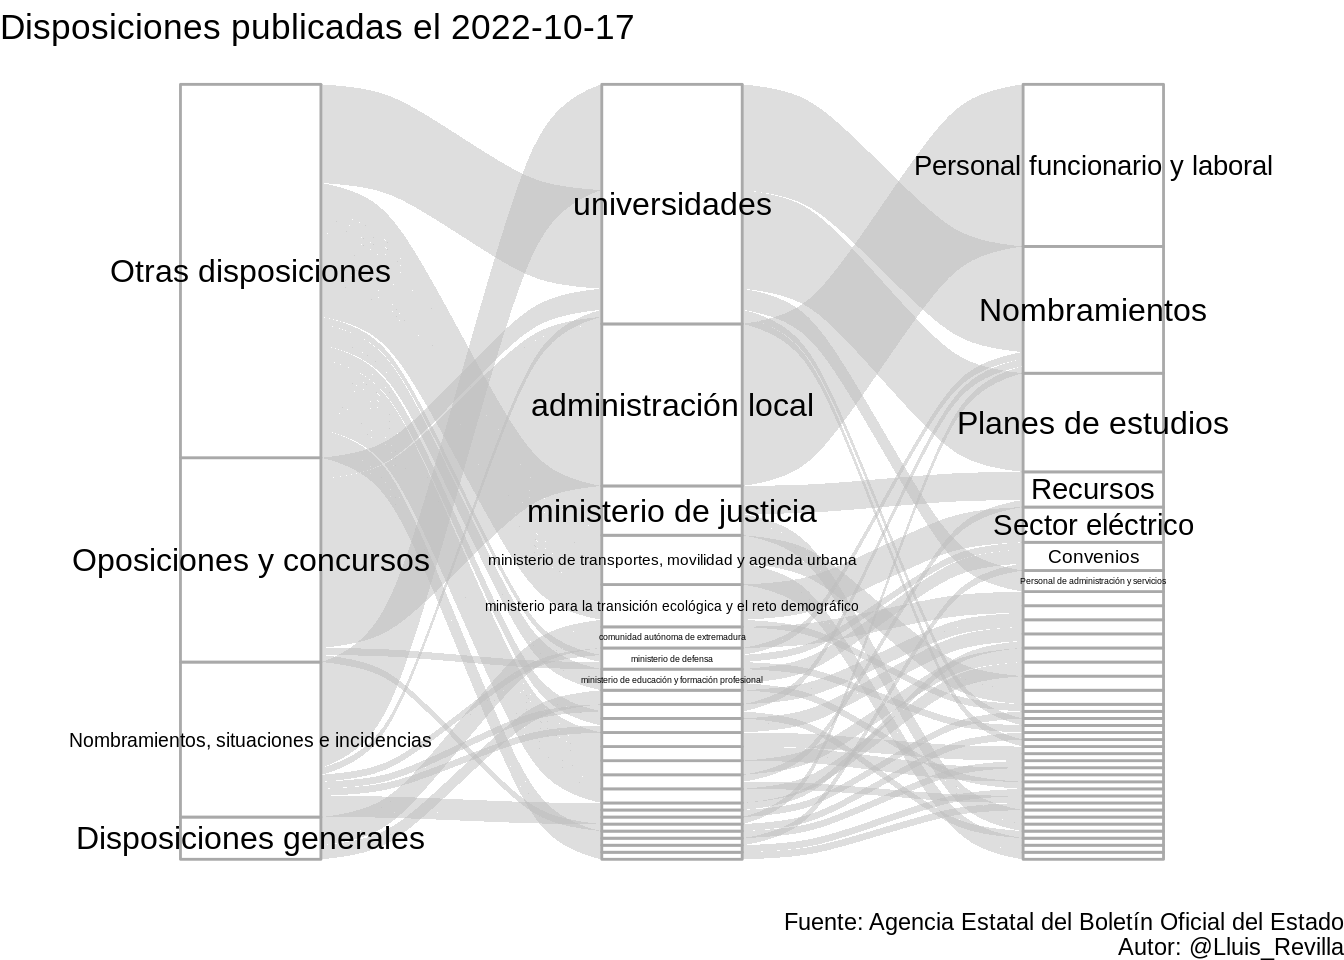 Disposiciones publicadas el 2022-10-17
Otras disposiciones
Oposiciones y concursos
Nombramientos, situaciones e incidencias
Disposiciones generales
universidades
administración local
ministerio de justicia
ministerio de transportes, movilidad y agenda urbana
ministerio para la transición ecológica y el reto demográfico
comunidad autónoma de extremadura
ministerio de defensa
ministerio de educación y formación profesional
Personal funcionario y laboral
Nombramientos
Planes de estudios
Recursos
Sector eléctrico
Convenios
Personal de administración y servicios
Fuente: Agencia Estatal del Boletín Oficial del Estado
Autor: @Lluis_Revilla